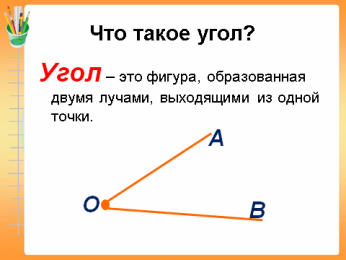 Что такое угол?
Угол – это фигура, образованная
двумя лучами, выходящими из одной
точки.
A
O
B